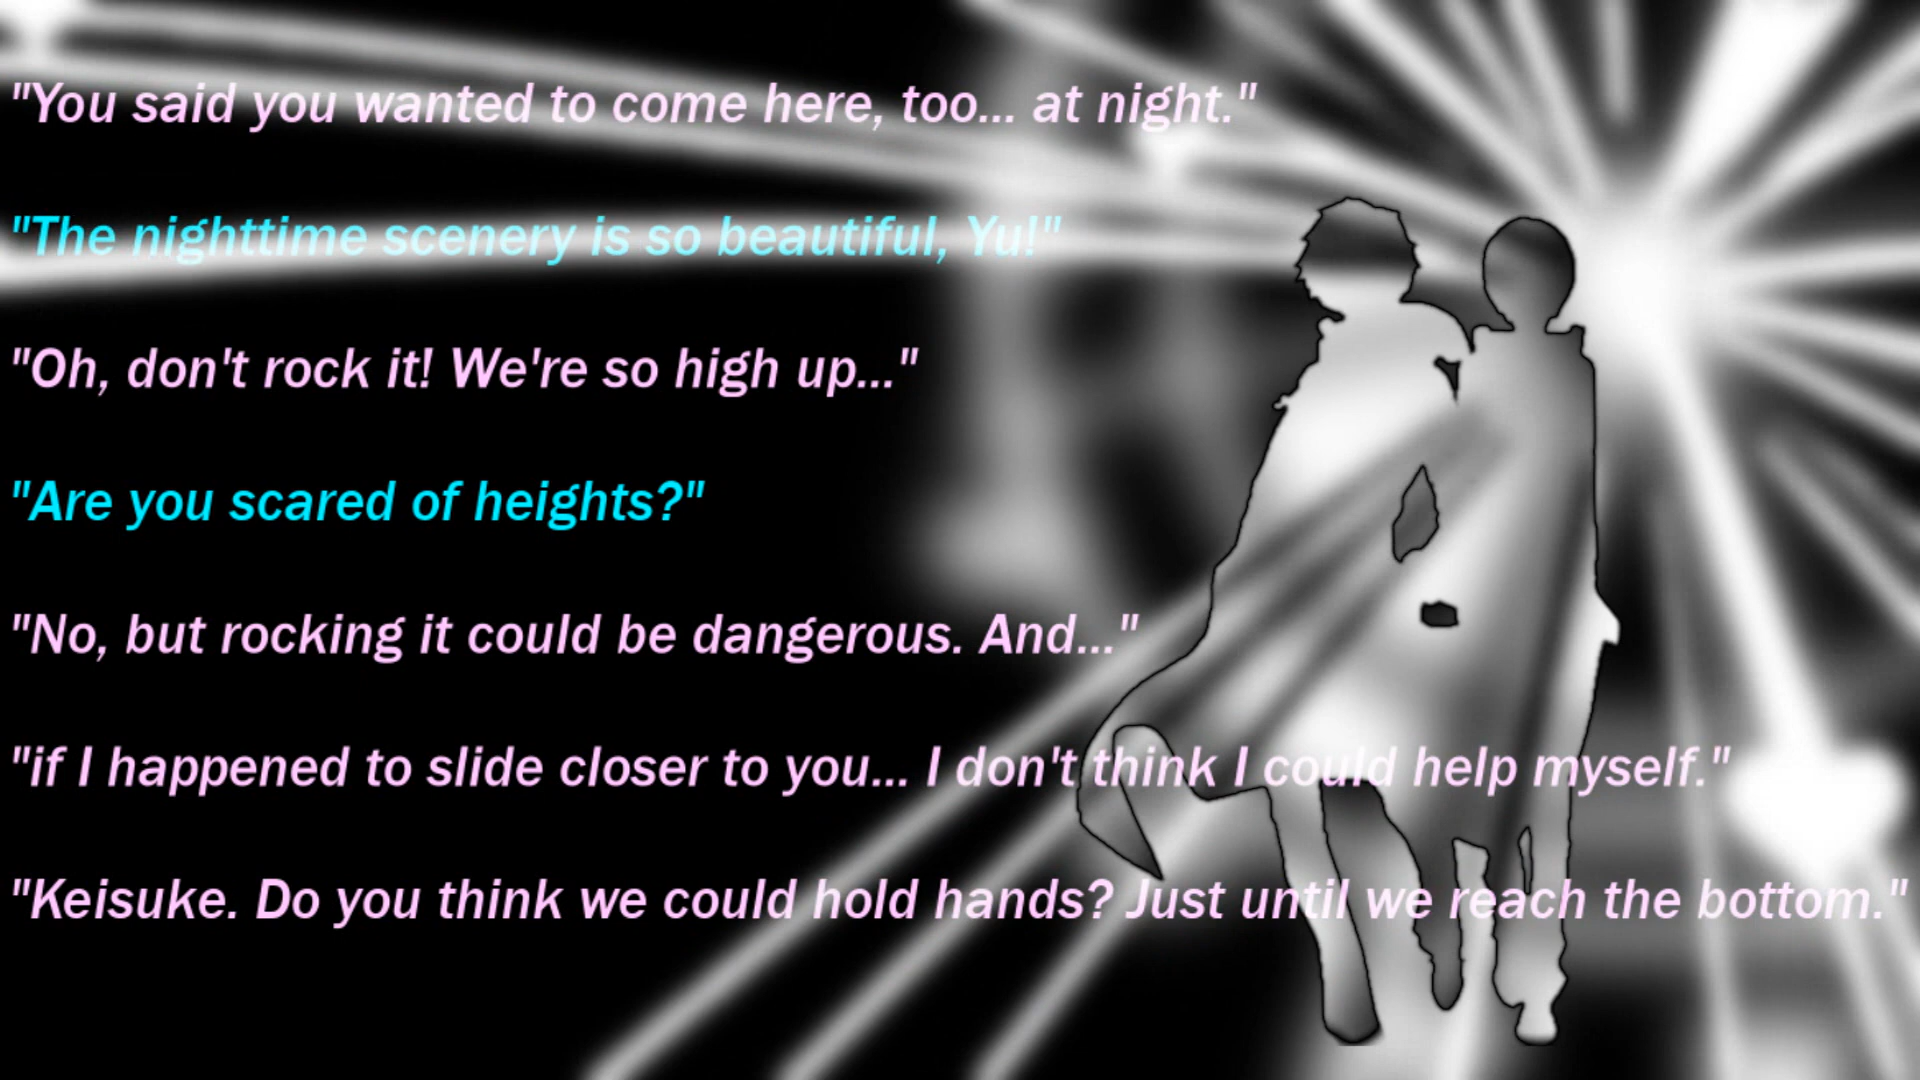 "You said you wanted to come here, too... at night."
"The nighttime scenery is so beautiful, Yu!"
"Oh, don't rock it! We're so high up..."
"Are you scared of heights?"
"No, but rocking it could be dangerous. And..."
"if I happened to slide closer to you... I don't think I could help myself."
"Keisuke. Do you think we could hold hands? Just until we reach the bottom."